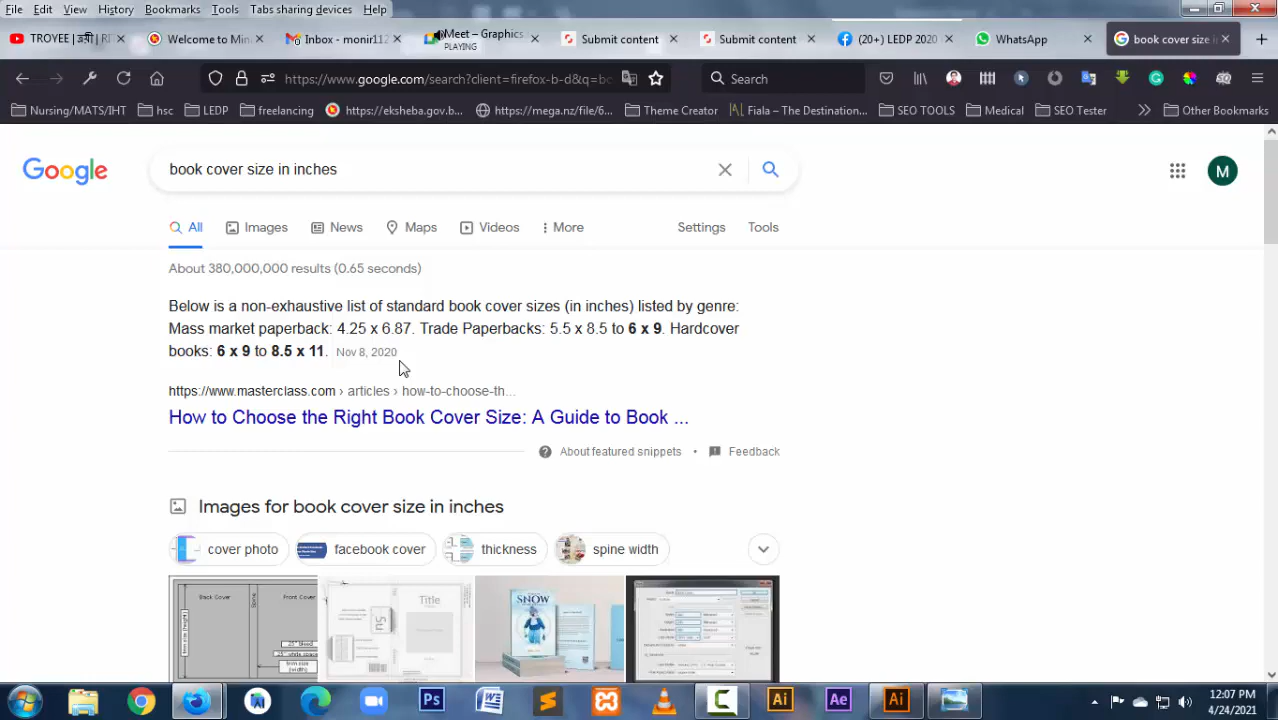 File Edit View History Bookmarks Tools Tabs sharing devices Help
Welcome to Min
Inbox - monir112
Meet – Graphics
PLAYING
Submit content
Submit content
(20+) LEDP 2020
WhatsApp
book cover size i
https://www.google.com/search?client=firefox-b-d&q=bo
Search
Nursing/MATS/IHT hsc LEDP freelancing https://eksheba.gov.b... https://mega.nz/file/6... Theme Creator Fiala – The Destination... SEO TOOLS Medical SEO Tester Other Bookmarks
Google
book cover size in inches
M
All Images News Maps Videos More Settings Tools
About 380,000,000 results (0.65 seconds)
Below is a non-exhaustive list of standard book cover sizes (in inches) listed by genre:
Mass market paperback: 4.25 x 6.87. Trade Paperbacks: 5.5 x 8.5 to 6 x 9. Hardcover
books: 6 x 9 to 8.5 x 11. Nov 8, 2020
https://www.masterclass.com › articles › how-to-choose-th...
How to Choose the Right Book Cover Size: A Guide to Book ...
About featured snippets • Feedback
Images for book cover size in inches
cover photo facebook cover thickness spine width
Back Cover
Spine
Front Cover
Title
SNOW
Ps
W
Ai
Ae
Ai
12:07 PM
4/24/2021